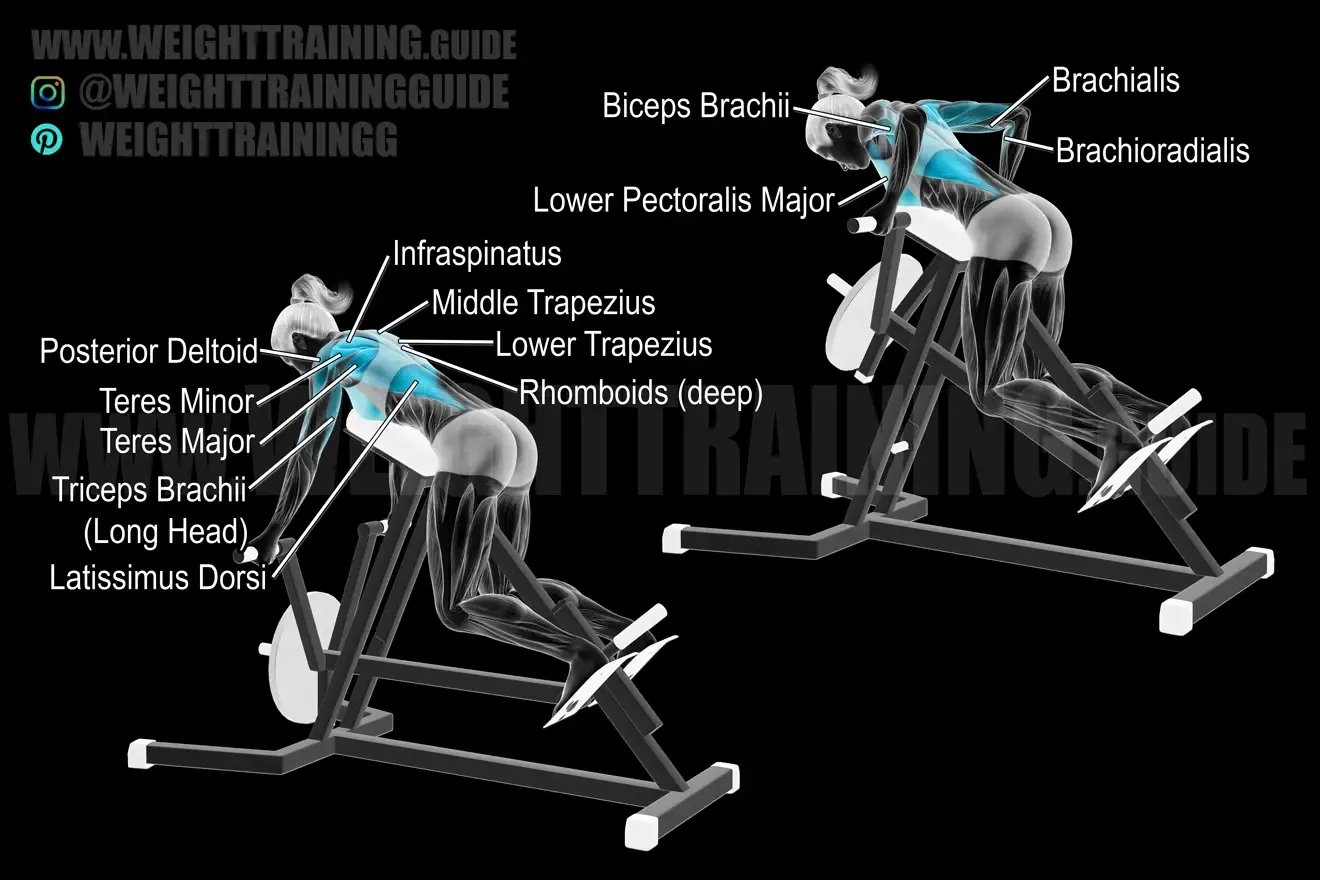 www.WEIGHTTRAINING.GUIDE
@WEIGHTTRAININGGUIDE
WEIGHTTRAININGG
Biceps Brachii
Brachialis
Brachioradialis
Lower Pectoralis Major
Infraspinatus
Middle Trapezius
Lower Trapezius
Rhomboids (deep)
Posterior Deltoid
Teres Minor
Teres Major
Triceps Brachii
(Long Head)
Latissimus Dorsi
www.WEIGHTTRAINING.GUIDE